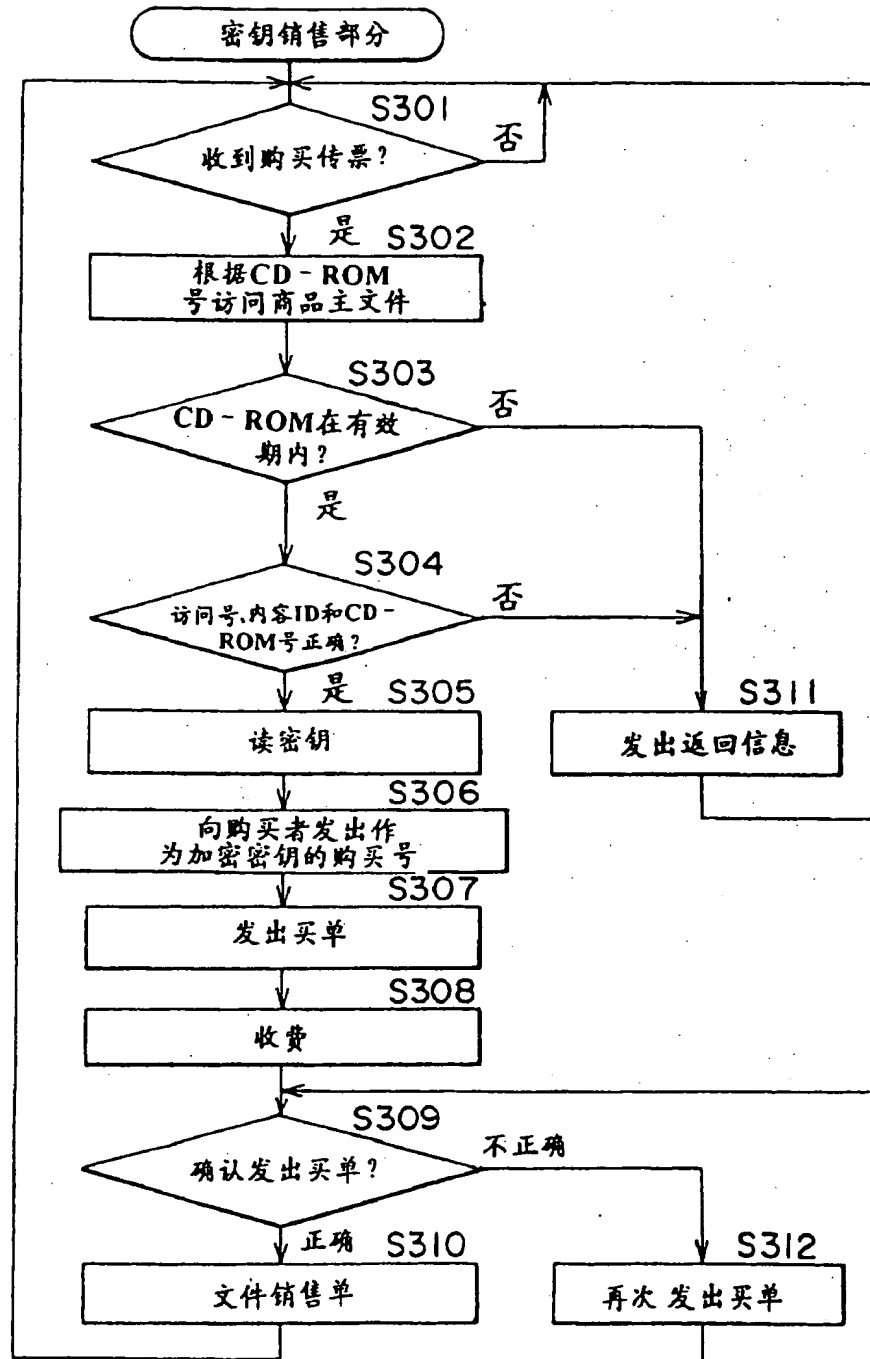 密钥销售部分
S301
收到购买传票?
否
是
S302
根据CD-ROM
号访问商品主文件
S303
CD-ROM在有效
期内?
否
是
S304
访问号、内容ID和CD-
ROM号正确?
否
是
S305
读密钥
S311
发出返回信息
S306
向购买者发出作
为加密密钥的购买号
S307
发出买单
S308
收费
S309
确认发出买单?
不正确
正确
S310
文件销售单
S312
再次发出买单